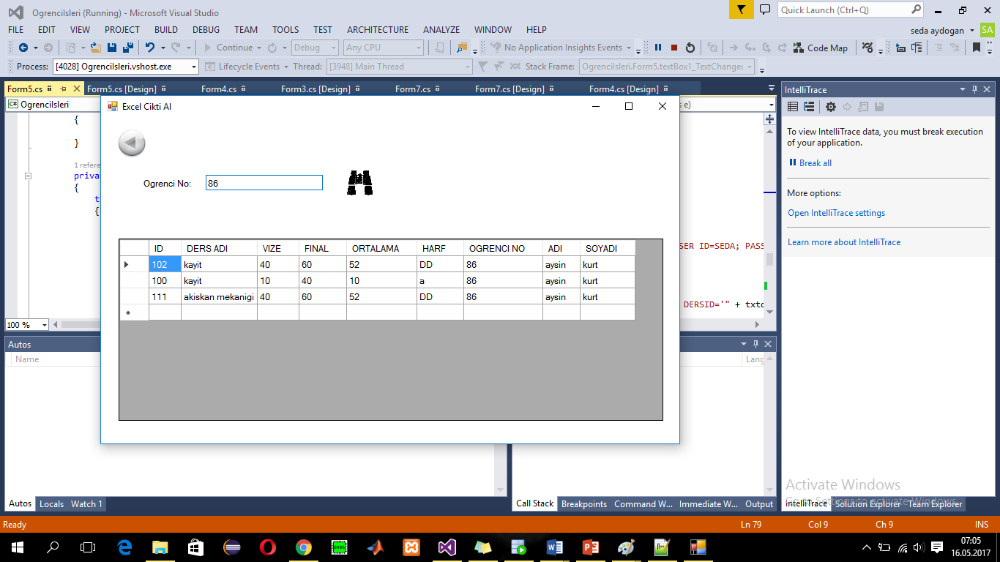 Ogrencilsleri (Running) - Microsoft Visual Studio
Quick Launch (Ctrl+Q)
FILE EDIT VIEW PROJECT BUILD DEBUG TEAM TOOLS TEST ARCHITECTURE ANALYZE WINDOW HELP
seda aydogan SA
Continue Debug Any CPU No Application Insights Events Code Map
Process: [4028] Ogrencilsleri.vshost.exe Lifecycle Events Thread: [3948] Main Thread Stack Frame: Ogrencilsleri.Form5.textBox1_TextChanged
Form5.cs Form5.cs [Design] Form4.cs Form3.cs [Design] Form7.cs Form7.cs [Design] Form4.cs [Design]
Ogrencilsleri
s e)
{
}
1 refere
privat
{
t
{
SER ID=SEDA; PASS
DERSID='" + txtd
100 %
Excel Cikti Al
Ogrenci No: 86
ID DERS ADI VIZE FINAL ORTALAMA HARF OGRENCI NO ADI SOYADI
102 kayit 40 60 52 DD 86 aysin kurt
100 kayit 10 40 10 a 86 aysin kurt
111 akiskan mekanigi 40 60 52 DD 86 aysin kurt
*
IntelliTrace
To view IntelliTrace data, you must break execution
of your application.
Break all
More options:
Open IntelliTrace settings
Learn more about IntelliTrace
Autos
Name
Lang
Autos Locals Watch 1
Call Stack Breakpoints Command W... Immediate W... Output
Activate Windows
Go to Settings to activate Windows.
IntelliTrace Solution Explorer Team Explorer
Ready Ln 79 Col 9 Ch 9 INS
07:05
16.05.2017